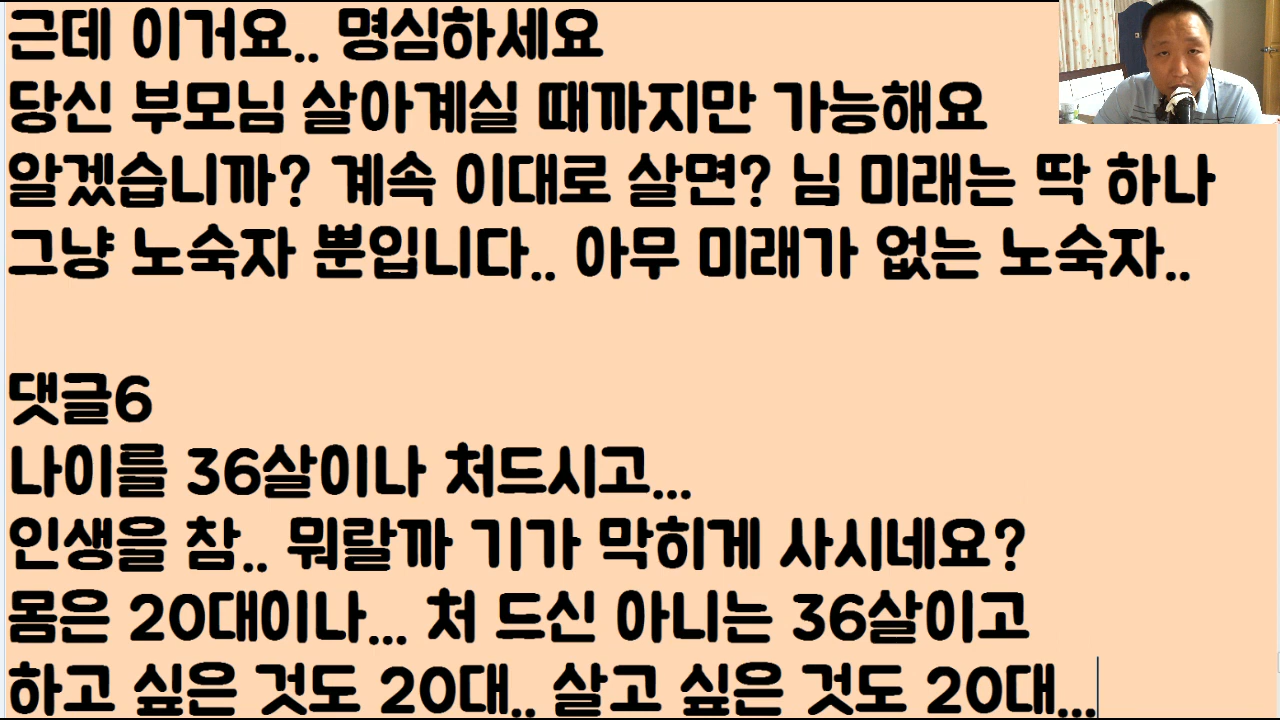 근데 이거요.. 명심하세요
당신 부모님 살아계실 때까지만 가능해요
알겠습니까? 계속 이대로 살면? 님 미래는 딱 하나
그냥 노숙자 뿐입니다.. 아무 미래가 없는 노숙자..
댓글6
나이를 36살이나 처드시고...
인생을 참.. 뭐랄까 기가 막히게 사시네요?
몸은 20대이나... 처 드신 아니는 36살이고
하고 싶은 것도 20대.. 살고 싶은 것도 20대...